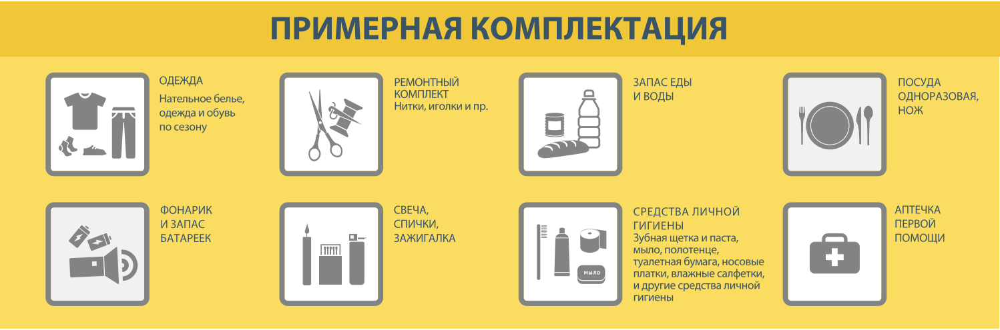 ПРИМЕРНАЯ КОМПЛЕКТАЦИЯ
ОДЕЖДА
Нательное белье,
одежда и обувь
по сезону
РЕМОНТНЫЙ
КОМПЛЕКТ
Нитки, иголки и пр.
ЗАПАС ЕДЫ
И ВОДЫ
ПОСУДА
ОДНОРАЗОВАЯ,
НОЖ
ФОНАРИК
И ЗАПАС
БАТАРЕЕК
СВЕЧА,
СПИЧКИ,
ЗАЖИГАЛКА
МЫЛО
СРЕДСТВА ЛИЧНОЙ
ГИГИЕНЫ
Зубная щетка и паста,
мыло, полотенце,
туалетная бумага, носовые
платки, влажные салфетки,
и другие средства личной
гигиены
АПТЕЧКА
ПЕРВОЙ
ПОМОЩИ